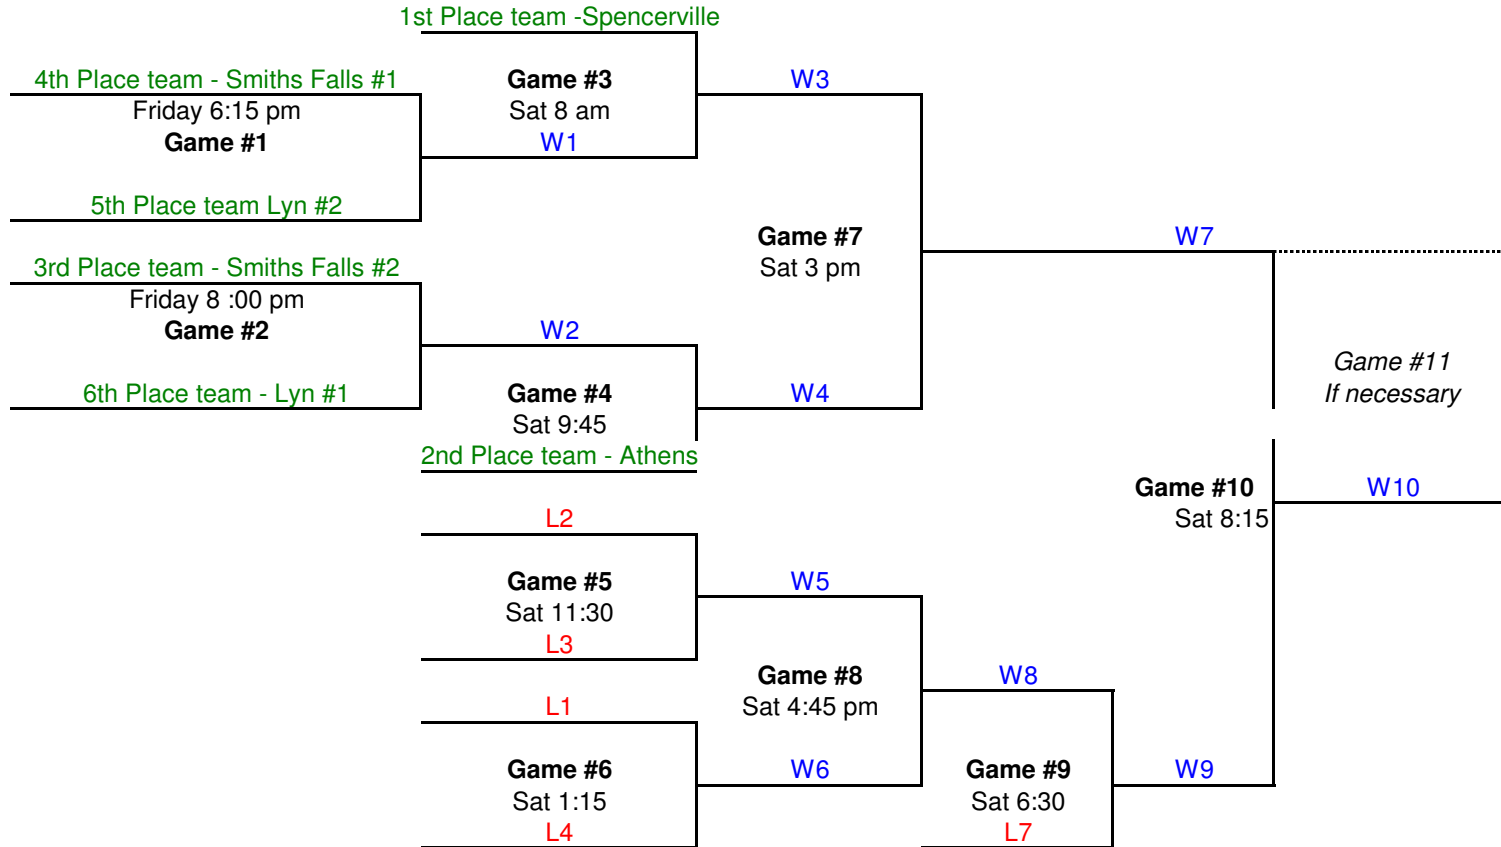 1st Place team -Spencerville
4th Place team - Smiths Falls #1
Game #3
W3
Friday 6:15 pm
Sat 8 am
Game #1
W1
5th Place team Lyn #2
Game #7
W7
3rd Place team - Smiths Falls #2
Sat 3 pm
Friday 8 :00 pm
Game #2
W2
Game #11
6th Place team - Lyn #1
Game #4
W4
If necessary
Sat 9:45
2nd Place team - Athens
Game #10
W10
L2
Sat 8:15
Game #5
W5
Sat 11:30
L3
Game #8
W8
L1
Sat 4:45 pm
Game #6
W6
Game #9
W9
Sat 1:15
Sat 6:30
L4
L7